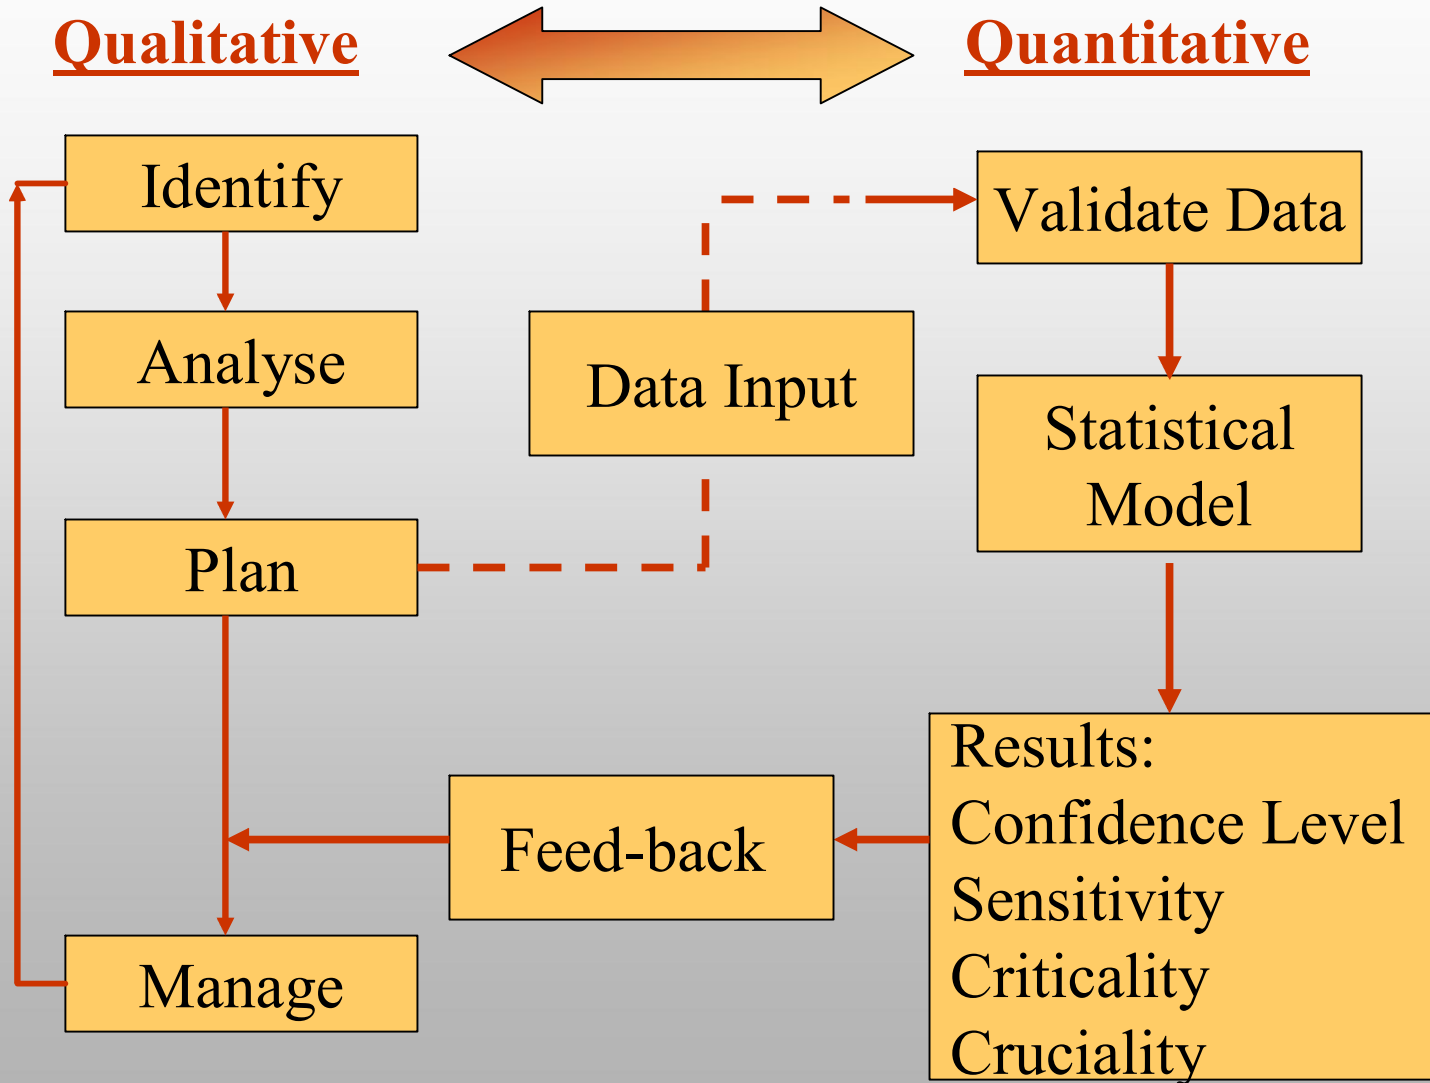 Qualitative
Quantitative
Identify
Analyse
Plan
Manage
Data Input
Feed-back
Validate Data
Statistical
Model
Results:
Confidence Level
Sensitivity
Criticality
Cruciality